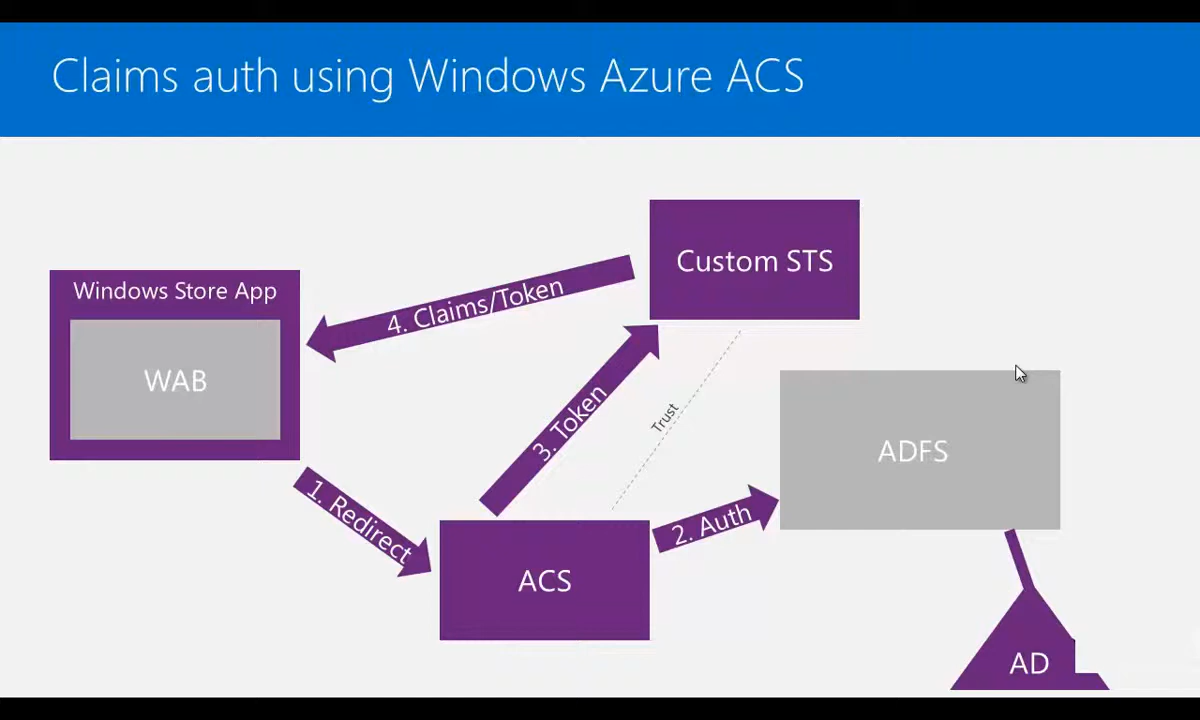 Claims auth using Windows Azure ACS
Custom STS
Windows Store App
WAB
4. Claims/Token
3. Token
Trust
ADFS
1. Redirect
2. Auth
ACS
AD